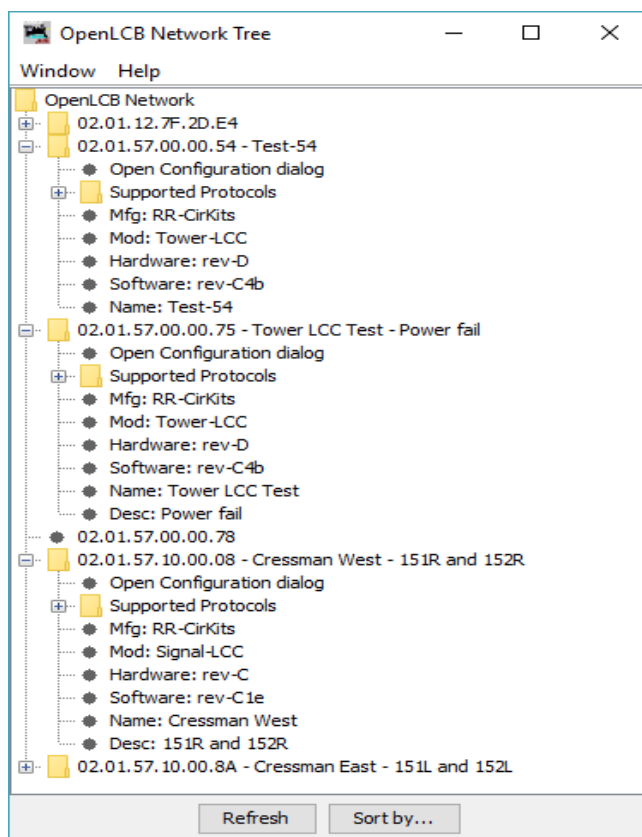 OpenLCB Network Tree
Window Help
OpenLCB Network
02.01.12.7F.2D.E4
02.01.57.00.00.54 - Test-54
Open Configuration dialog
Supported Protocols
Mfg: RR-CirKits
Mod: Tower-LCC
Hardware: rev-D
Software: rev-C4b
Name: Test-54
02.01.57.00.00.75 - Tower LCC Test - Power fail
Open Configuration dialog
Supported Protocols
Mfg: RR-CirKits
Mod: Tower-LCC
Hardware: rev-D
Software: rev-C4b
Name: Tower LCC Test
Desc: Power fail
02.01.57.00.00.78
02.01.57.10.00.08 - Cressman West - 151R and 152R
Open Configuration dialog
Supported Protocols
Mfg: RR-CirKits
Mod: Signal-LCC
Hardware: rev-C
Software: rev-C1e
Name: Cressman West
Desc: 151R and 152R
02.01.57.10.00.8A - Cressman East - 151L and 152L
Refresh Sort by...